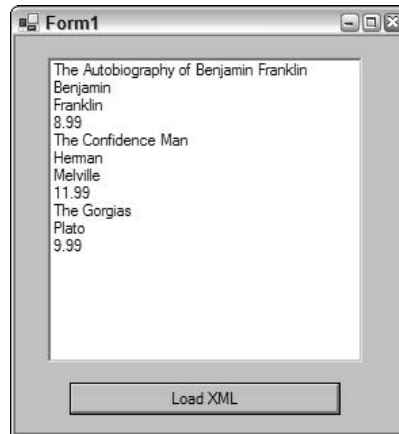 Form1
The Autobiography of Benjamin Franklin
Benjamin
Franklin
8.99
The Confidence Man
Herman
Melville
11.99
The Gorgias
Plato
9.99
Load XML